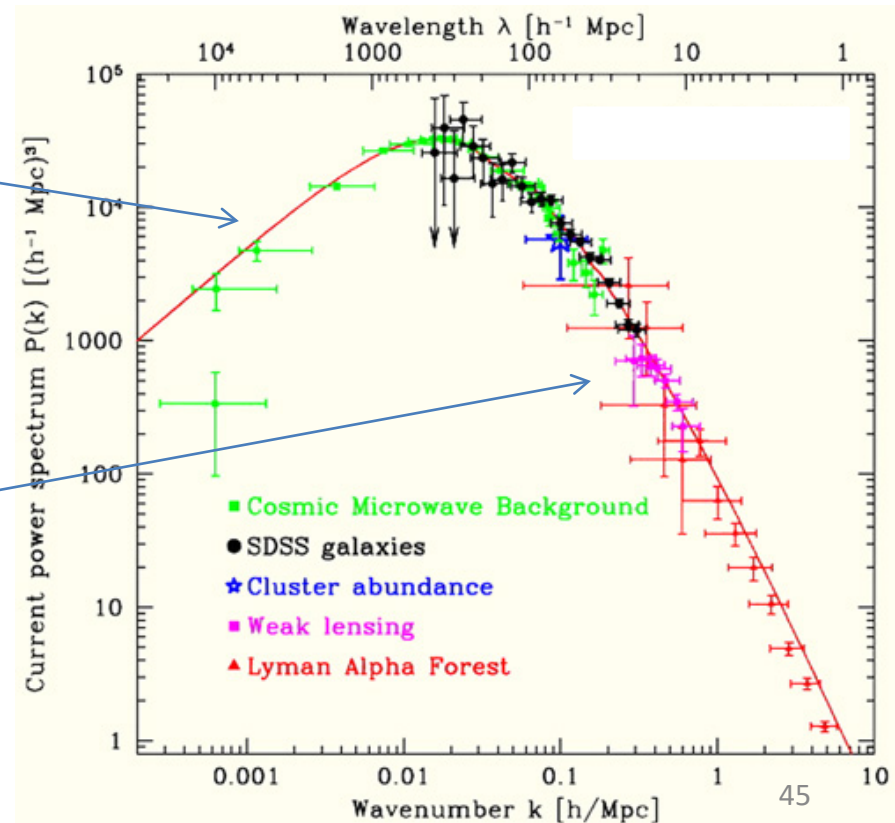 Wavelength λ [h⁻¹ Mpc]
10⁴ 1000 100 10 1
Current power spectrum P(k) [(h⁻¹ Mpc)³]
10⁵
10⁴
1000
100
10
1
Cosmic Microwave Background
SDSS galaxies
Cluster abundance
Weak lensing
Lyman Alpha Forest
0.001 0.01 0.1 1 10
Wavenumber k [h/Mpc]
45